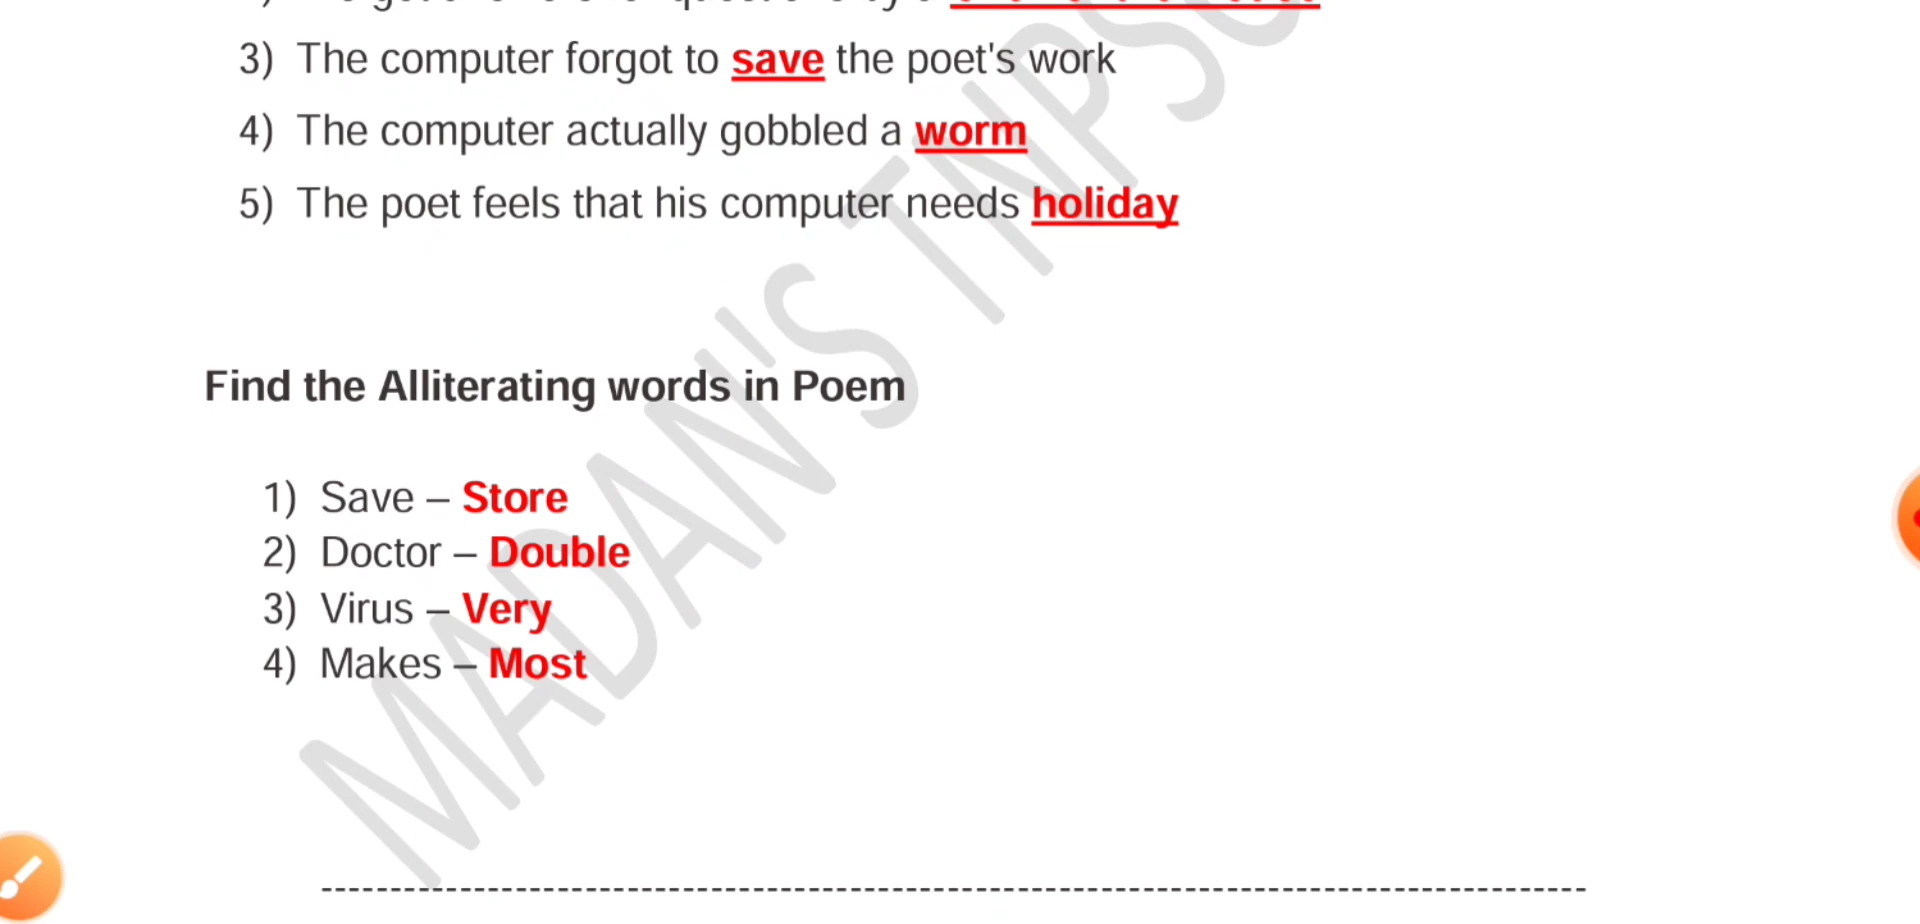 3) The computer forgot to save the poet's work
4) The computer actually gobbled a worm
5) The poet feels that his computer needs holiday
Find the Alliterating words in Poem
1) Save – Store
2) Doctor – Double
3) Virus – Very
4) Makes – Most
MADAN'S TNPSC